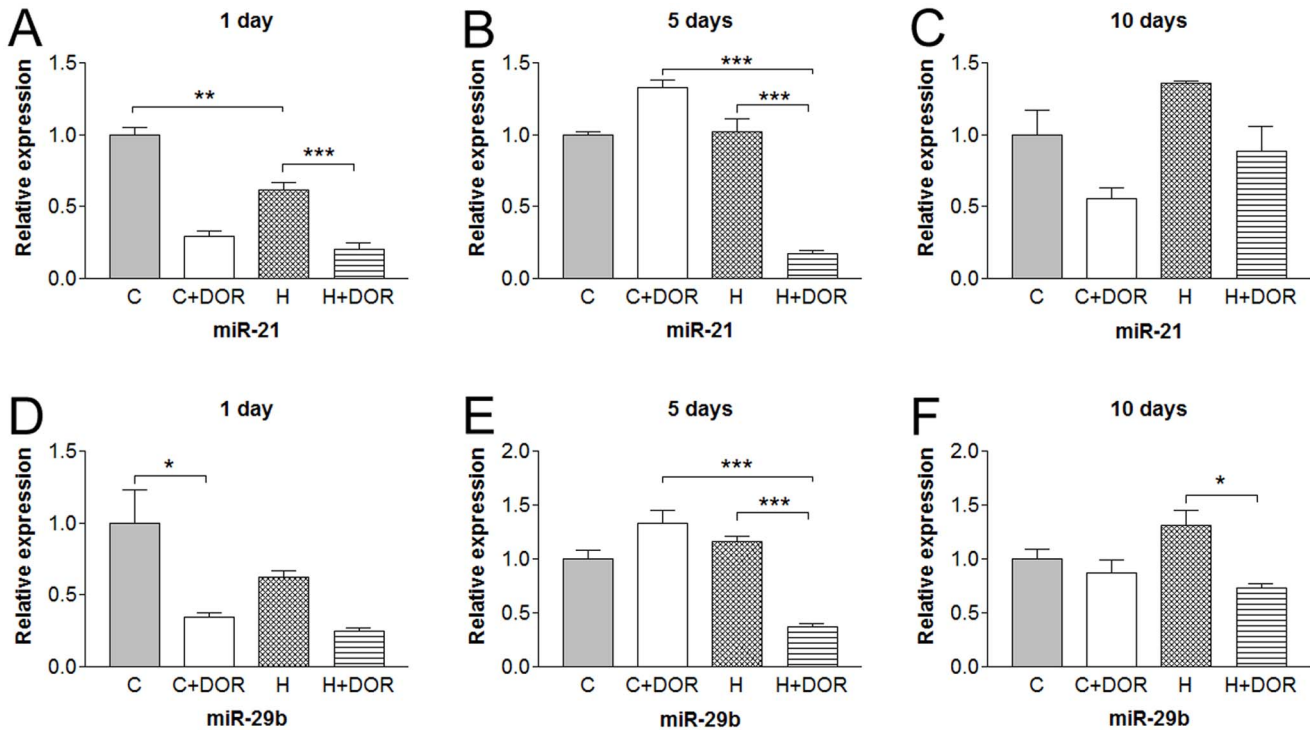 A
1 day
Relative expression
1.5
1.0
0.5
0.0
**
***
C
C+DOR
H
H+DOR
miR-21
B
5 days
Relative expression
1.5
1.0
0.5
0.0
***
***
C
C+DOR
H
H+DOR
miR-21
C
10 days
Relative expression
1.5
1.0
0.5
0.0
C
C+DOR
H
H+DOR
miR-21
D
1 day
Relative expression
1.5
1.0
0.5
0.0
*
C
C+DOR
H
H+DOR
miR-29b
E
5 days
Relative expression
2.0
1.5
1.0
0.5
0.0
***
***
C
C+DOR
H
H+DOR
miR-29b
F
10 days
Relative expression
2.0
1.5
1.0
0.5
0.0
*
C
C+DOR
H
H+DOR
miR-29b